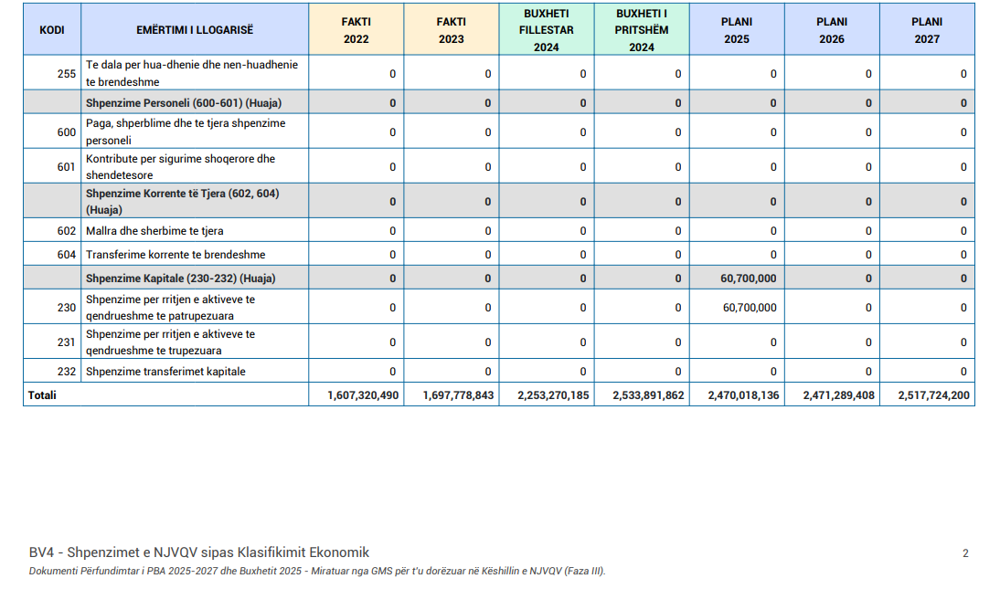 KODI EMËRTIMI I LLOGARISË FAKTI 2022 FAKTI 2023 BUXHETI FILLESTAR 2024 BUXHETI I PRITSHËM 2024 PLANI 2025 PLANI 2026 PLANI 2027
255 Te dala per hua-dhenie dhe nen-huadhenie te brendeshme 0 0 0 0 0 0 0
Shpenzime Personeli (600-601) (Huaja) 0 0 0 0 0 0 0
600 Paga, shperblime dhe te tjera shpenzime personeli 0 0 0 0 0 0 0
601 Kontribute per sigurime shoqerore dhe shendetesore 0 0 0 0 0 0 0
Shpenzime Korrente të Tjera (602, 604) (Huaja) 0 0 0 0 0 0 0
602 Mallra dhe sherbime te tjera 0 0 0 0 0 0 0
604 Transferime korrente te brendeshme 0 0 0 0 0 0 0
Shpenzime Kapitale (230-232) (Huaja) 0 0 0 0 60,700,000 0 0
230 Shpenzime per rritjen e aktiveve te qendrueshme te patrupezuara 0 0 0 0 60,700,000 0 0
231 Shpenzime per rritjen e aktiveve te qendrueshme te trupezuara 0 0 0 0 0 0 0
232 Shpenzime transferimet kapitale 0 0 0 0 0 0 0
Totali 1,607,320,490 1,697,778,843 2,253,270,185 2,533,891,862 2,470,018,136 2,471,289,408 2,517,724,200
BV4 - Shpenzimet e NJVQV sipas Klasifikimit Ekonomik 2
Dokumenti Përfundimtar i PBA 2025-2027 dhe Buxhetit 2025 - Miratuar nga GMS për t'u dorëzuar në Këshillin e NJVQV (Faza III).